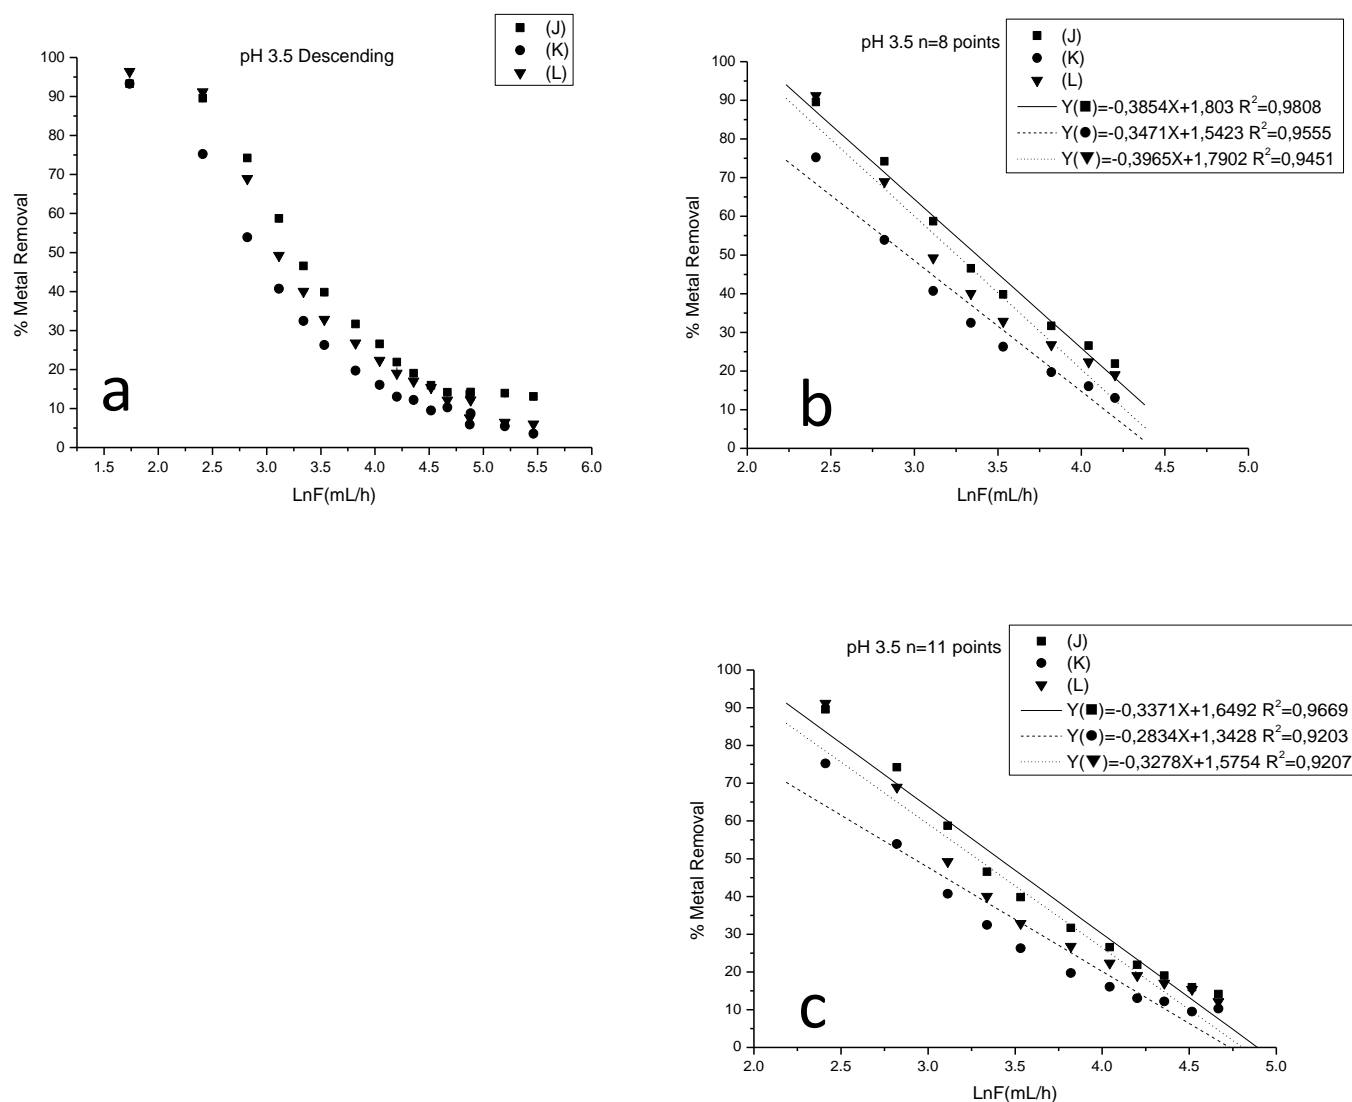 pH 3.5 Descending
(J)
(K)
(L)
% Metal Removal
100
90
80
70
60
50
40
30
20
10
0
1.5 2.0 2.5 3.0 3.5 4.0 4.5 5.0 5.5 6.0
LnF(mL/h)
a
pH 3.5 n=8 points
(J)
(K)
(L)
Y(■)=-0,3854X+1,803 R²=0,9808
Y(●)=-0,3471X+1,5423 R²=0,9555
Y(▼)=-0,3965X+1,7902 R²=0,9451
% Metal Removal
100
90
80
70
60
50
40
30
20
10
0
2.0 2.5 3.0 3.5 4.0 4.5 5.0
LnF(mL/h)
b
pH 3.5 n=11 points
(J)
(K)
(L)
Y(■)=-0,3371X+1,6492 R²=0,9669
Y(●)=-0,2834X+1,3428 R²=0,9203
Y(▼)=-0,3278X+1,5754 R²=0,9207
% Metal Removal
100
90
80
70
60
50
40
30
20
10
0
2.0 2.5 3.0 3.5 4.0 4.5 5.0
LnF(mL/h)
c